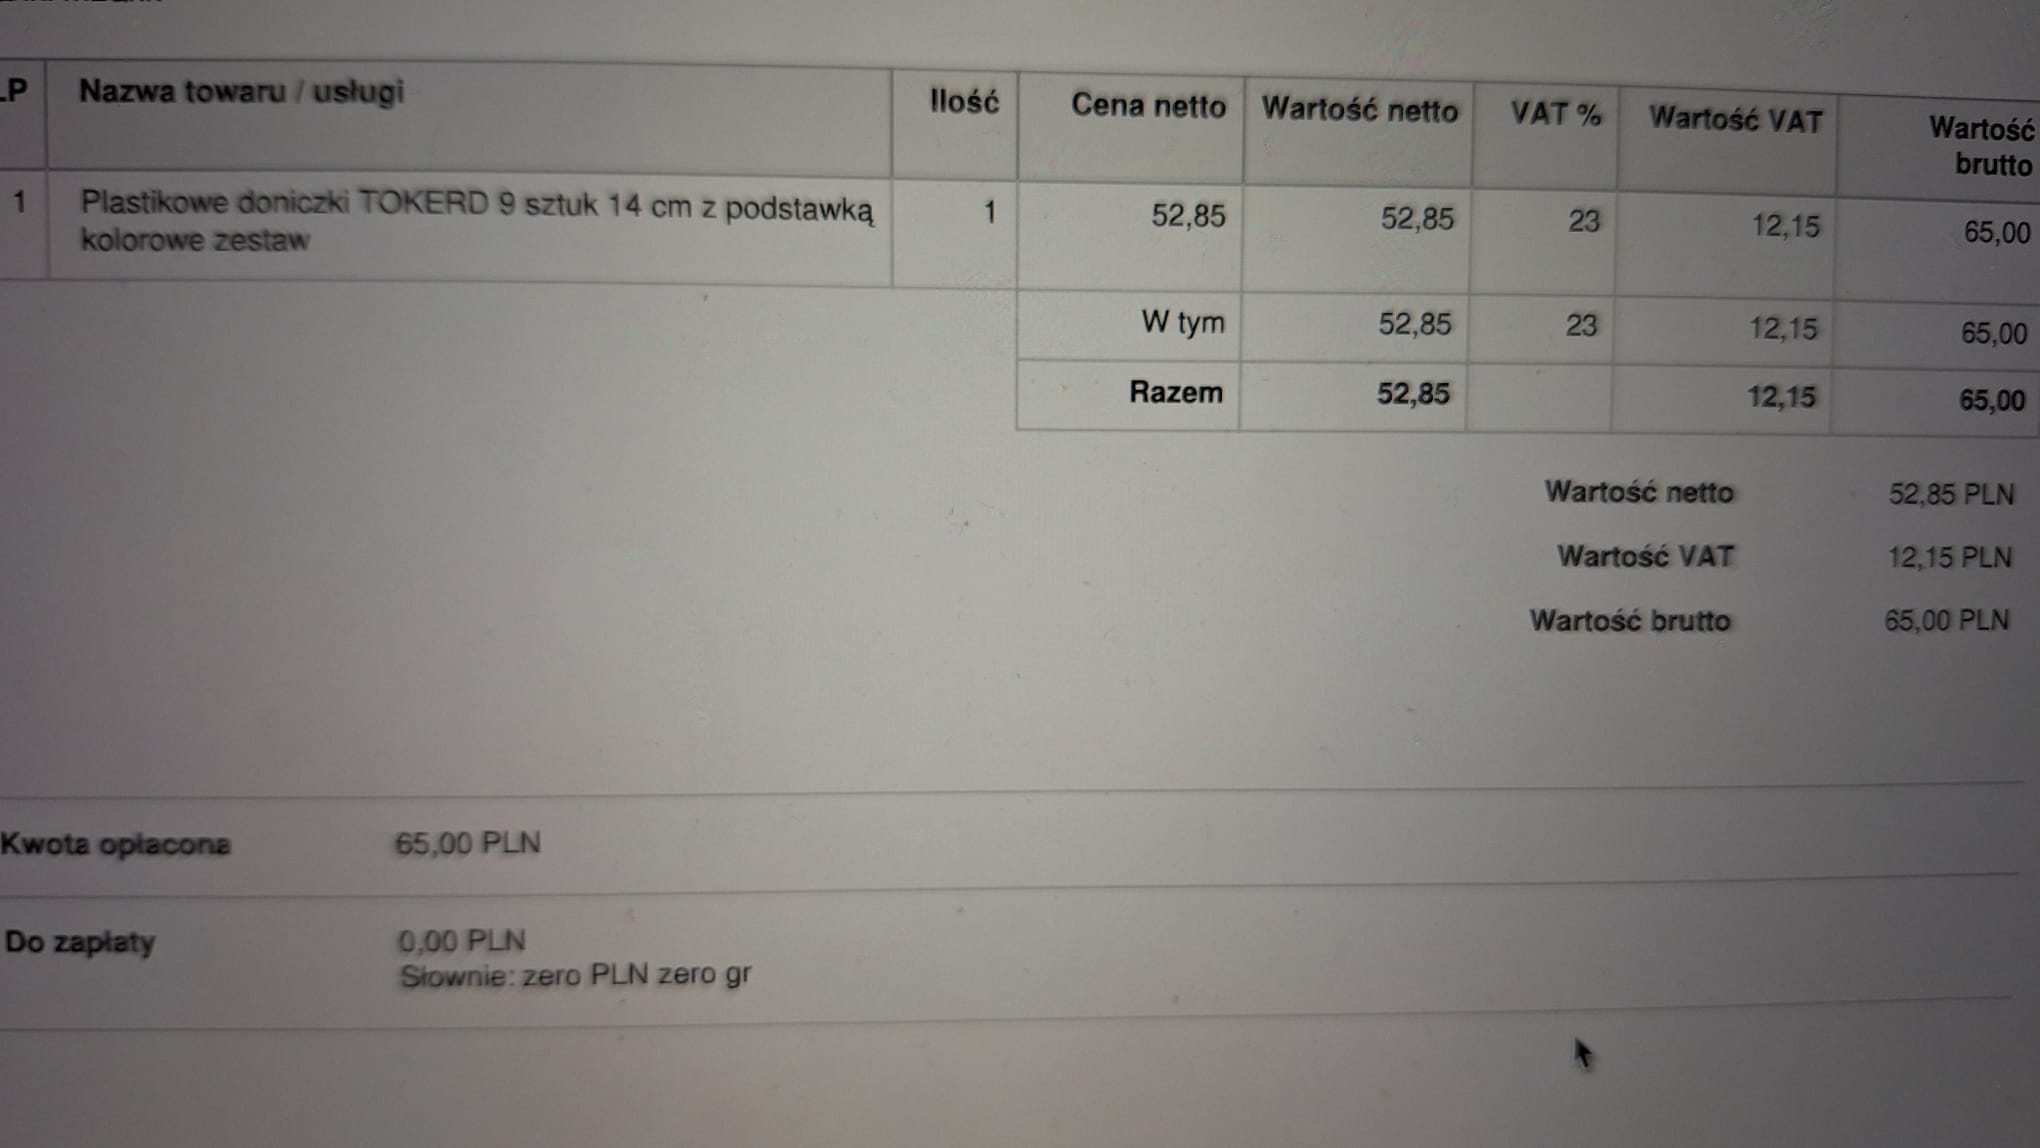 LP Nazwa towaru / usługi Ilość Cena netto Wartość netto VAT % Wartość VAT Wartość
brutto
1 Plastikowe doniczki TOKERD 9 sztuk 14 cm z podstawką 1 52,85 52,85 23 12,15 65,00
kolorowe zestaw
W tym 52,85 23 12,15 65,00
Razem 52,85 12,15 65,00
Wartość netto 52,85 PLN
Wartość VAT 12,15 PLN
Wartość brutto 65,00 PLN
Kwota opłacona 65,00 PLN
Do zapłaty 0,00 PLN
Słownie: zero PLN zero gr